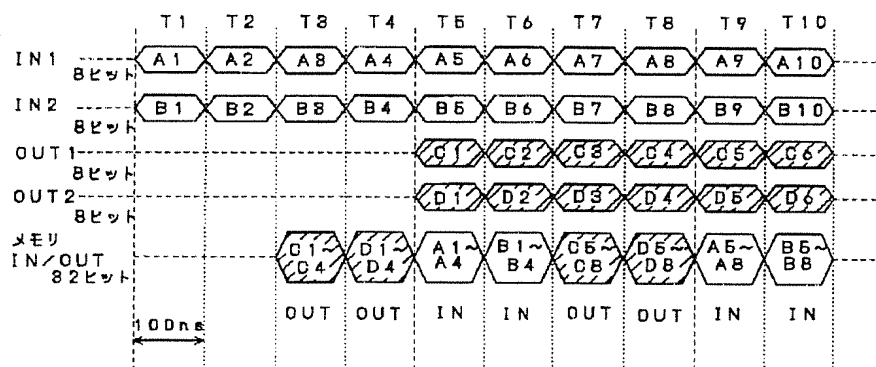 T1 T2 T3 T4 T5 T6 T7 T8 T9 T10
IN1 A1 A2 A3 A4 A5 A6 A7 A8 A9 A10
8ビット
IN2 B1 B2 B3 B4 B5 B6 B7 B8 B9 B10
8ビット
OUT1 C1 C2 C3 C4 C5 C6
8ビット
OUT2 D1 D2 D3 D4 D5 D6
8ビット
メモリ
IN/OUT
32ビット
C1~ D1~ A1~ B1~ C5~ D5~ A5~ B5~
C4 D4 A4 B4 C8 D8 A8 B8
OUT OUT IN IN OUT OUT IN IN
100ns